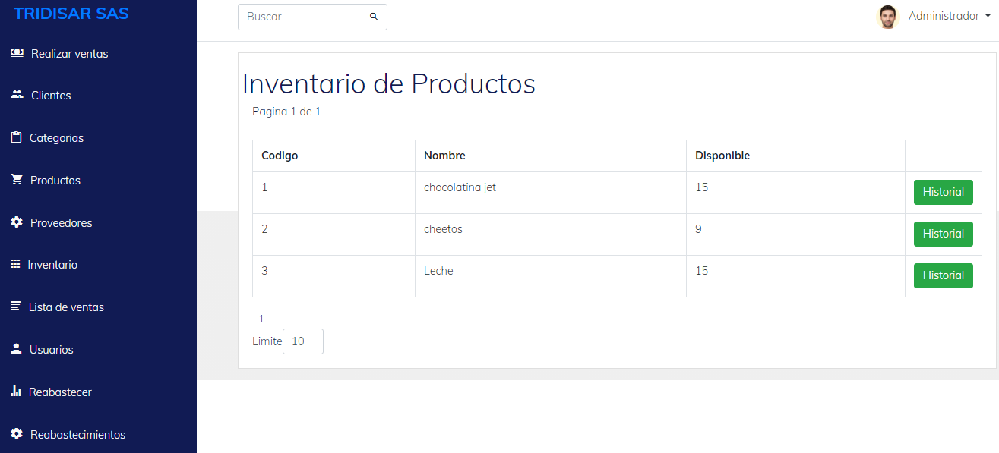 TRIDISAR SAS
Realizar ventas
Clientes
Categorias
Productos
Proveedores
Inventario
Lista de ventas
Usuarios
Reabastecer
Reabastecimientos
Buscar
Administrador
Inventario de Productos
Pagina 1 de 1
Codigo Nombre Disponible
1 chocolatina jet 15 Historial
2 cheetos 9 Historial
3 Leche 15 Historial
1
Limite 10